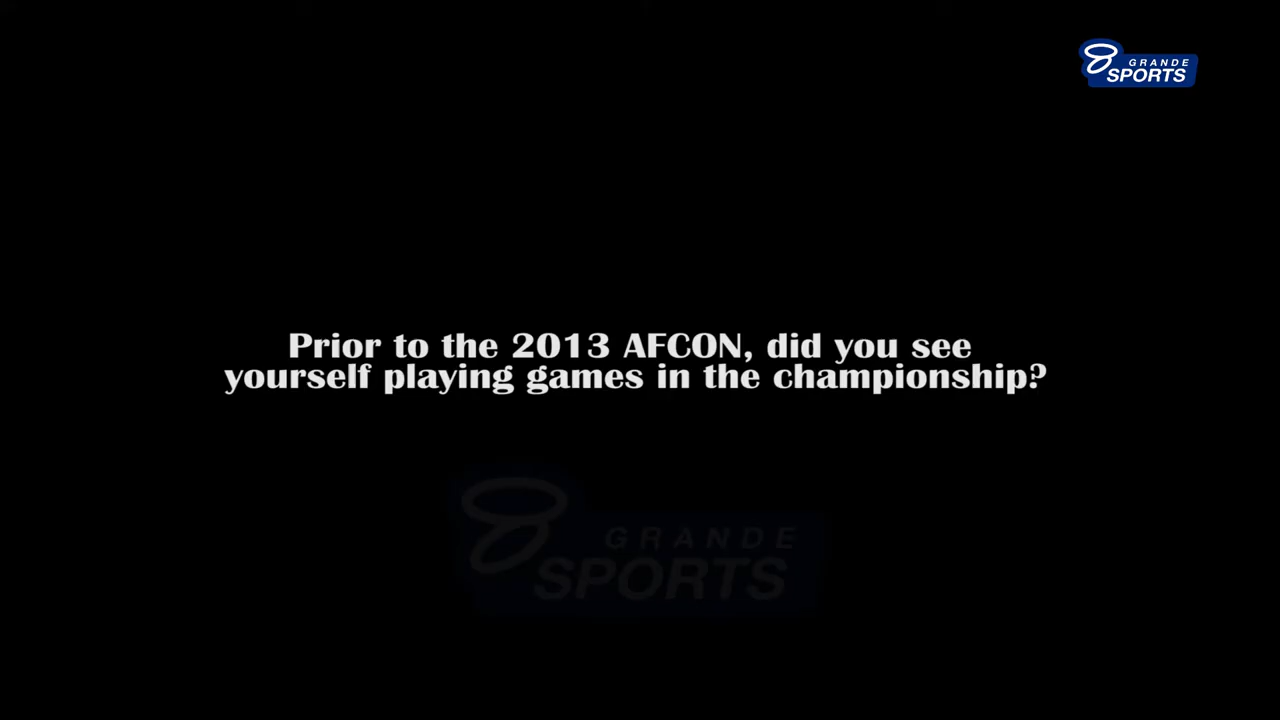 GRANDE
SPORTS
Prior to the 2013 AFCON, did you see
yourself playing games in the championship?
GRANDE
SPORTS